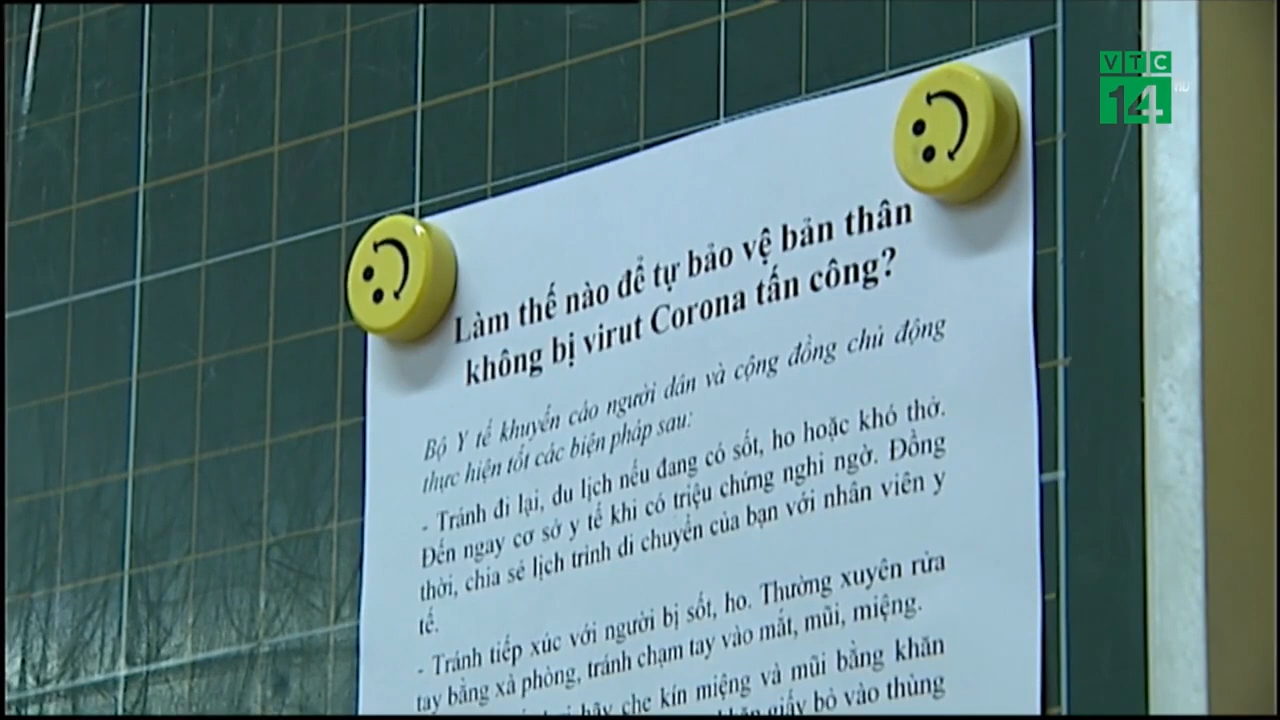 VTC
14
HD
Làm thế nào để tự bảo vệ bản thân
không bị virut Corona tấn công?
Bộ Y tế khuyến cáo người dân và cộng đồng chủ động
thực hiện tốt các biện pháp sau:
- Tránh đi lại, du lịch nếu đang có sốt, ho hoặc khó thở.
Đến ngay cơ sở y tế khi có triệu chứng nghi ngờ. Đồng
thời, chia sẻ lịch trình di chuyển của bạn với nhân viên y
tế.
- Tránh tiếp xúc với người bị sốt, ho. Thường xuyên rửa
tay bằng xà phòng, tránh chạm tay vào mắt, mũi, miệng.
hãy che kín miệng và mũi bằng khăn
giấy bỏ vào thùng